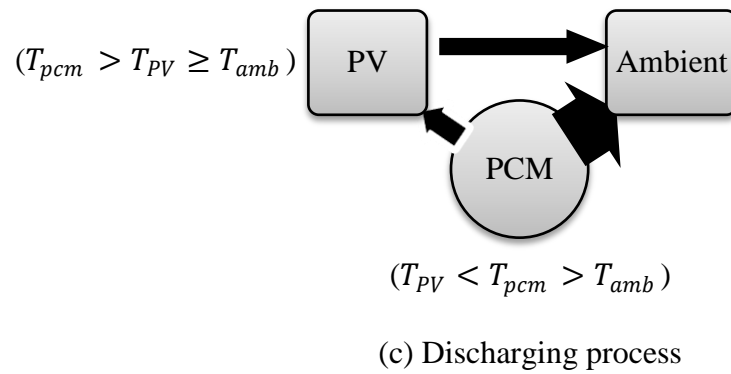 (T_pcm > T_PV ≥ T_amb )
PV
Ambient
PCM
(T_PV < T_pcm > T_amb )
(c) Discharging process